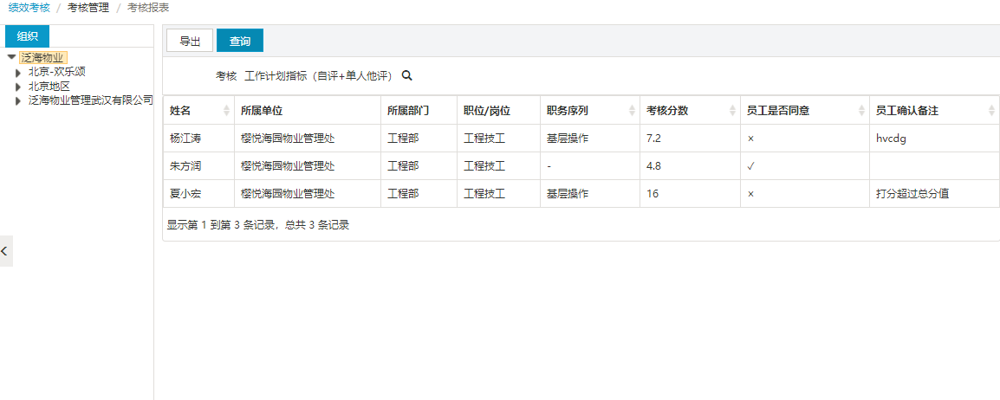 绩效考核 / 考核管理 / 考核报表
组织
泛海物业
北京-欢乐颂
北京地区
泛海物业管理武汉有限公司
导出 查询
考核 工作计划指标（自评+单人他评）
姓名 所属单位 所属部门 职位/岗位 职务序列 考核分数 员工是否同意 员工确认备注
杨江涛 樱悦海园物业管理处 工程部 工程技工 基层操作 7.2 × hvcdg
朱方润 樱悦海园物业管理处 工程部 工程技工 - 4.8 √
夏小宏 樱悦海园物业管理处 工程部 工程技工 基层操作 16 × 打分超过总分值
显示第 1 到第 3 条记录，总共 3 条记录